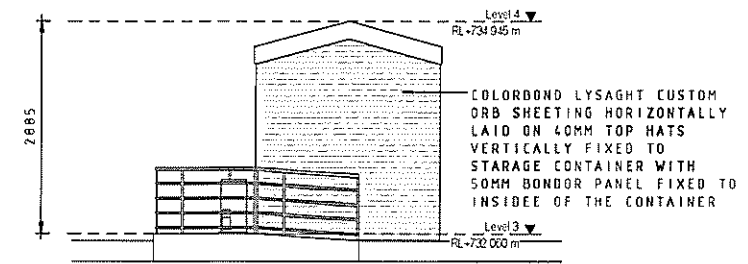 Level 4
RL+734.945 m
2885
COLORBOND LYSAGHT CUSTOM
ORB SHEETING HORIZONTALLY
LAID ON 40MM TOP HATS
VERTICALLY FIXED TO
STARAGE CONTAINER WITH
50MM BONDOR PANEL FIXED TO
INSIDEE OF THE CONTAINER
Level 3
RL+732.060 m